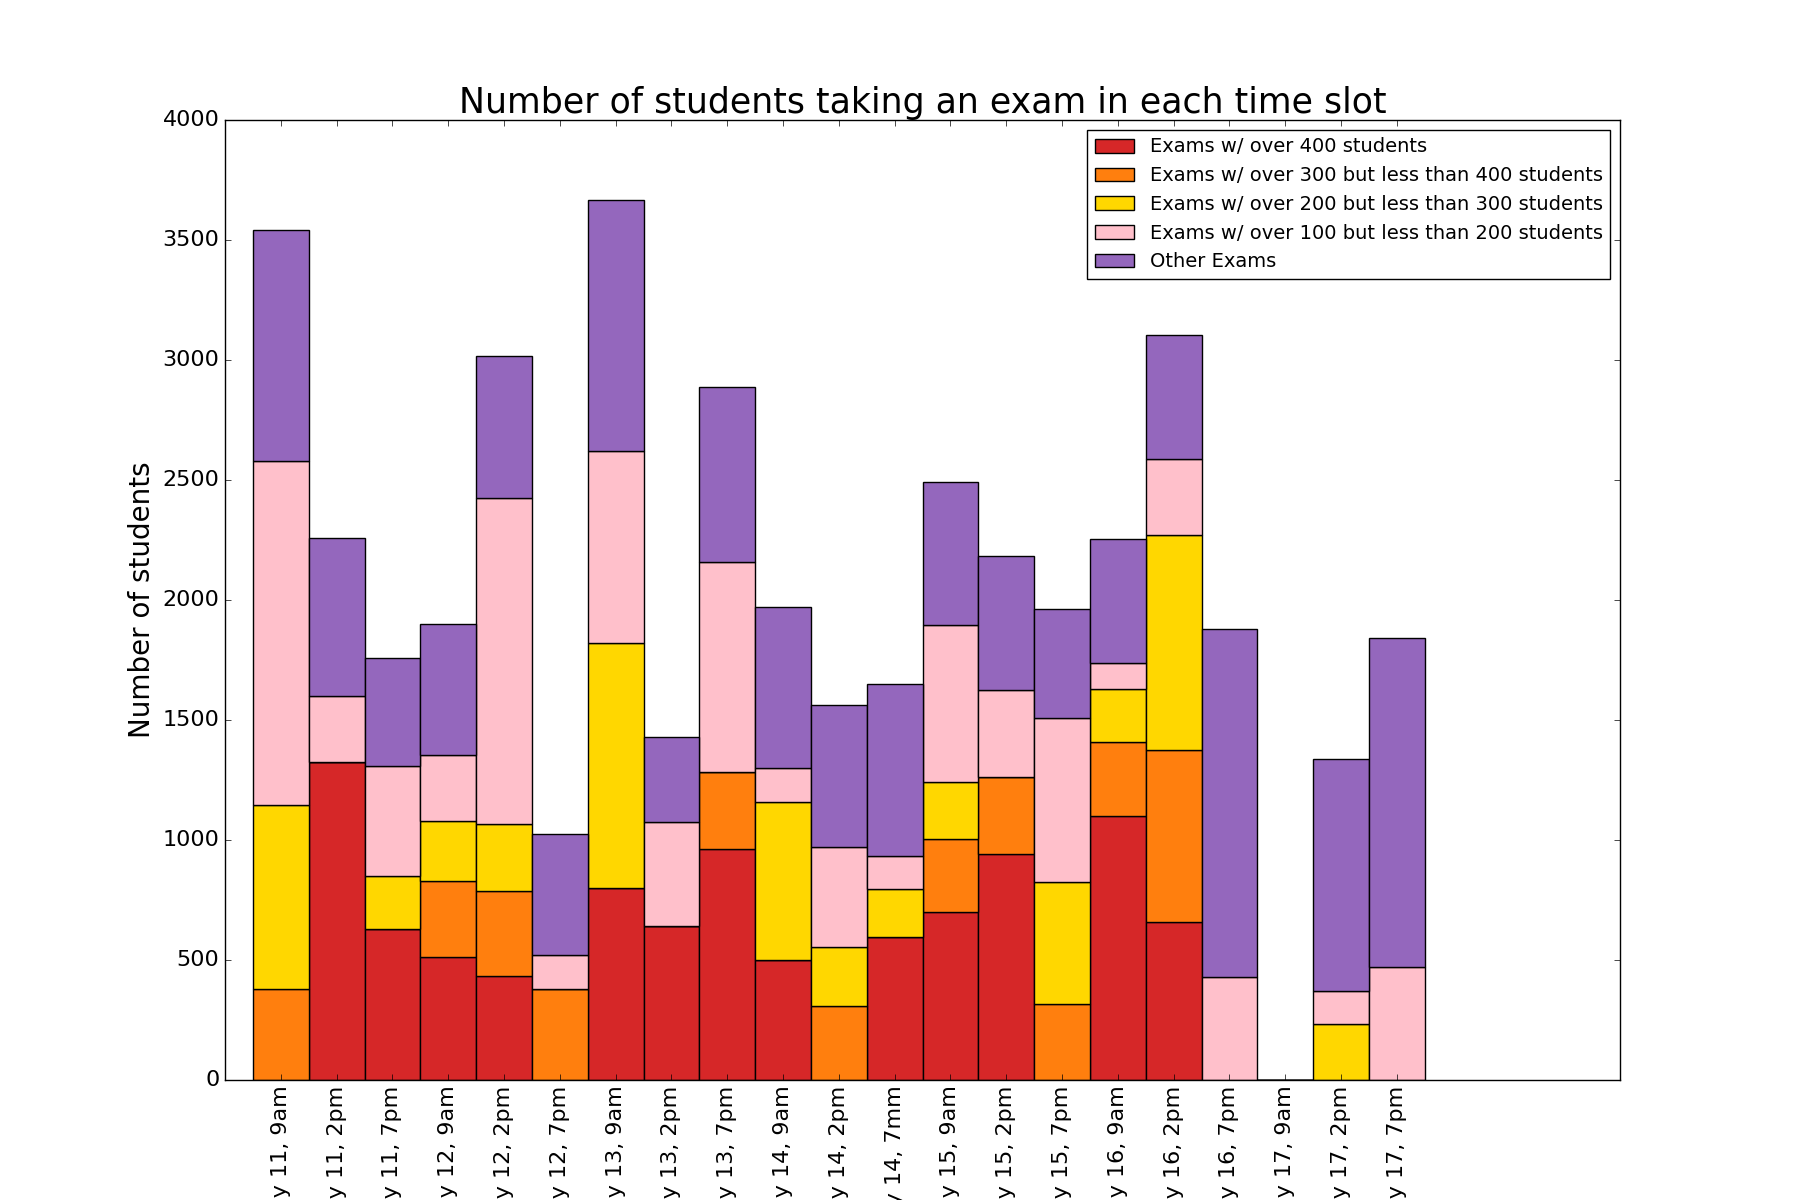 Number of students taking an exam in each time slot
Exams w/ over 400 students
Exams w/ over 300 but less than 400 students
Exams w/ over 200 but less than 300 students
Exams w/ over 100 but less than 200 students
Other Exams
Number of students
4000
3500
3000
2500
2000
1500
1000
500
0
y 11, 9am
y 11, 2pm
y 11, 7pm
y 12, 9am
y 12, 2pm
y 12, 7pm
y 13, 9am
y 13, 2pm
y 13, 7pm
y 14, 9am
y 14, 2pm
y 14, 7mm
y 15, 9am
y 15, 2pm
y 15, 7pm
y 16, 9am
y 16, 2pm
y 16, 7pm
y 17, 9am
y 17, 2pm
y 17, 7pm